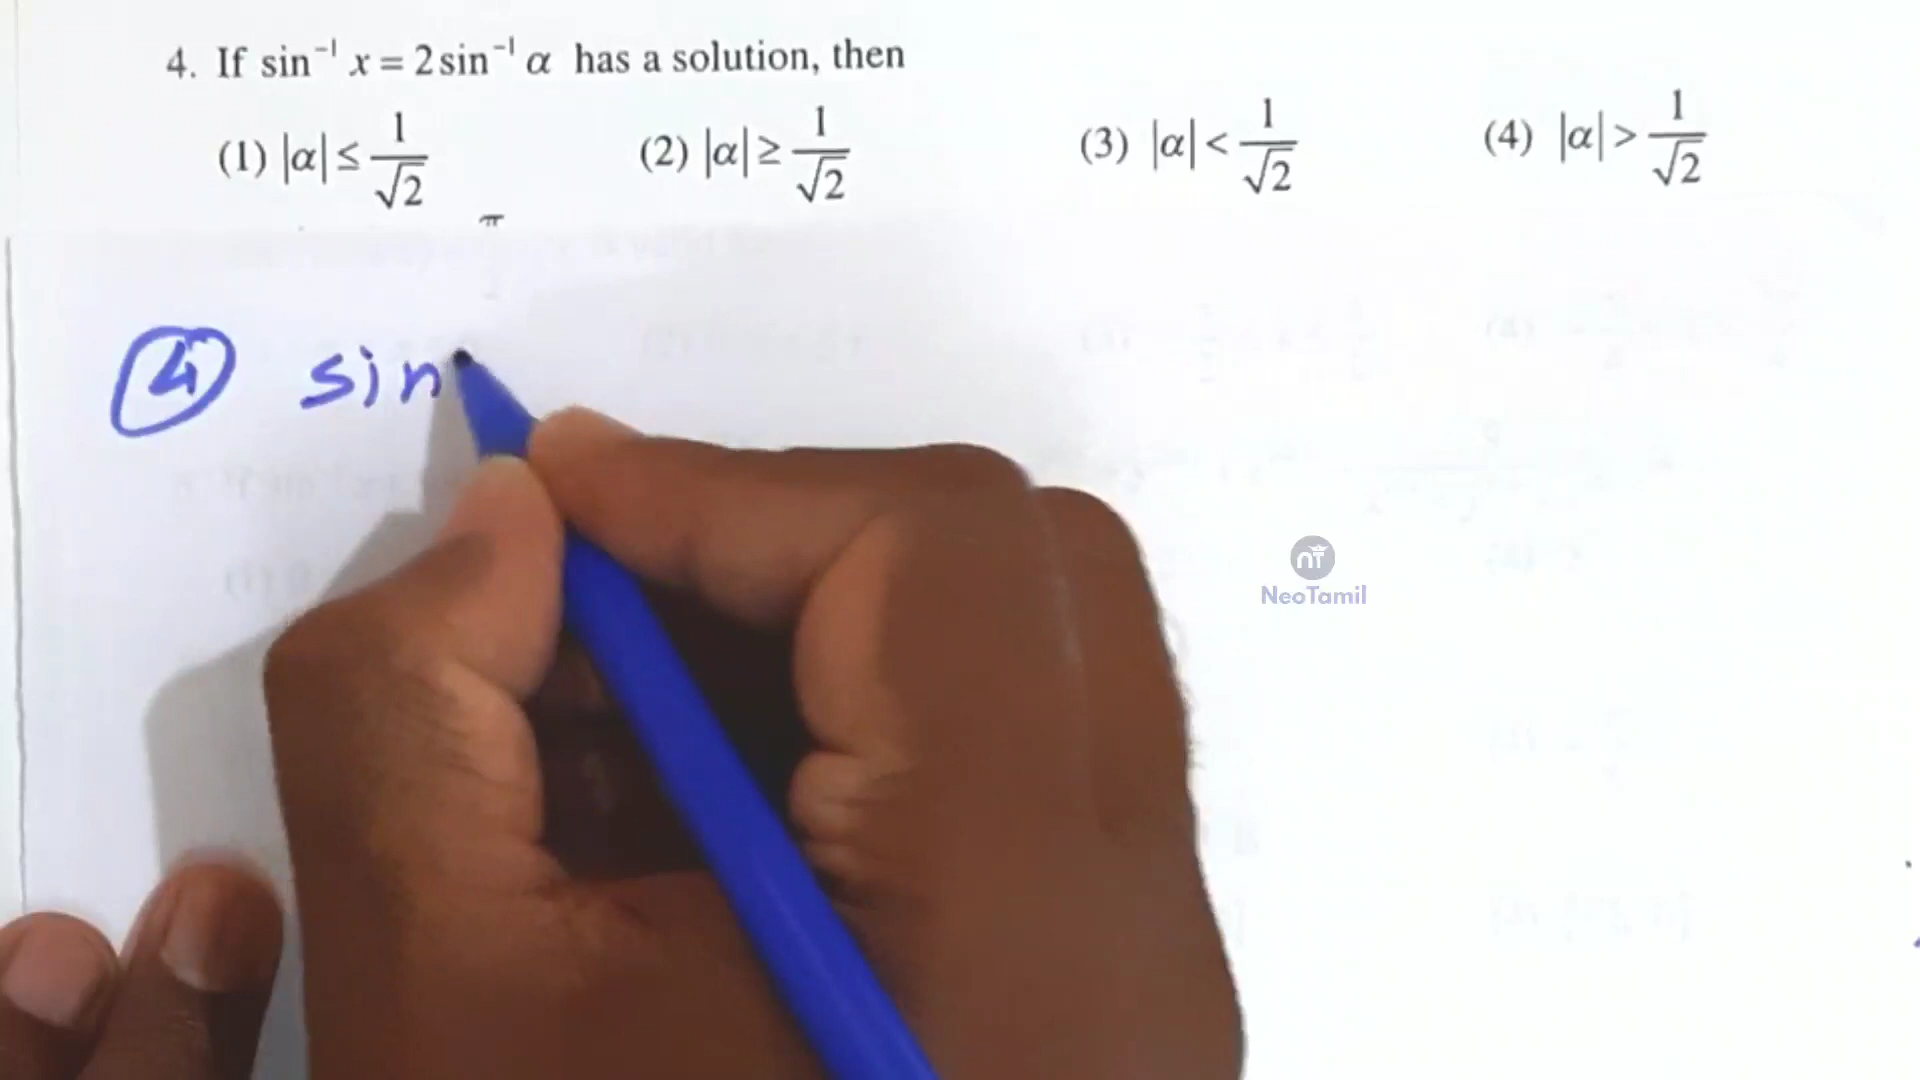 4. If sin⁻¹ x = 2 sin⁻¹ α has a solution, then
(1) |α| ≤ 1/√2 (2) |α| ≥ 1/√2 (3) |α| < 1/√2 (4) |α| > 1/√2
π
④ sin
nT
NeoTamil